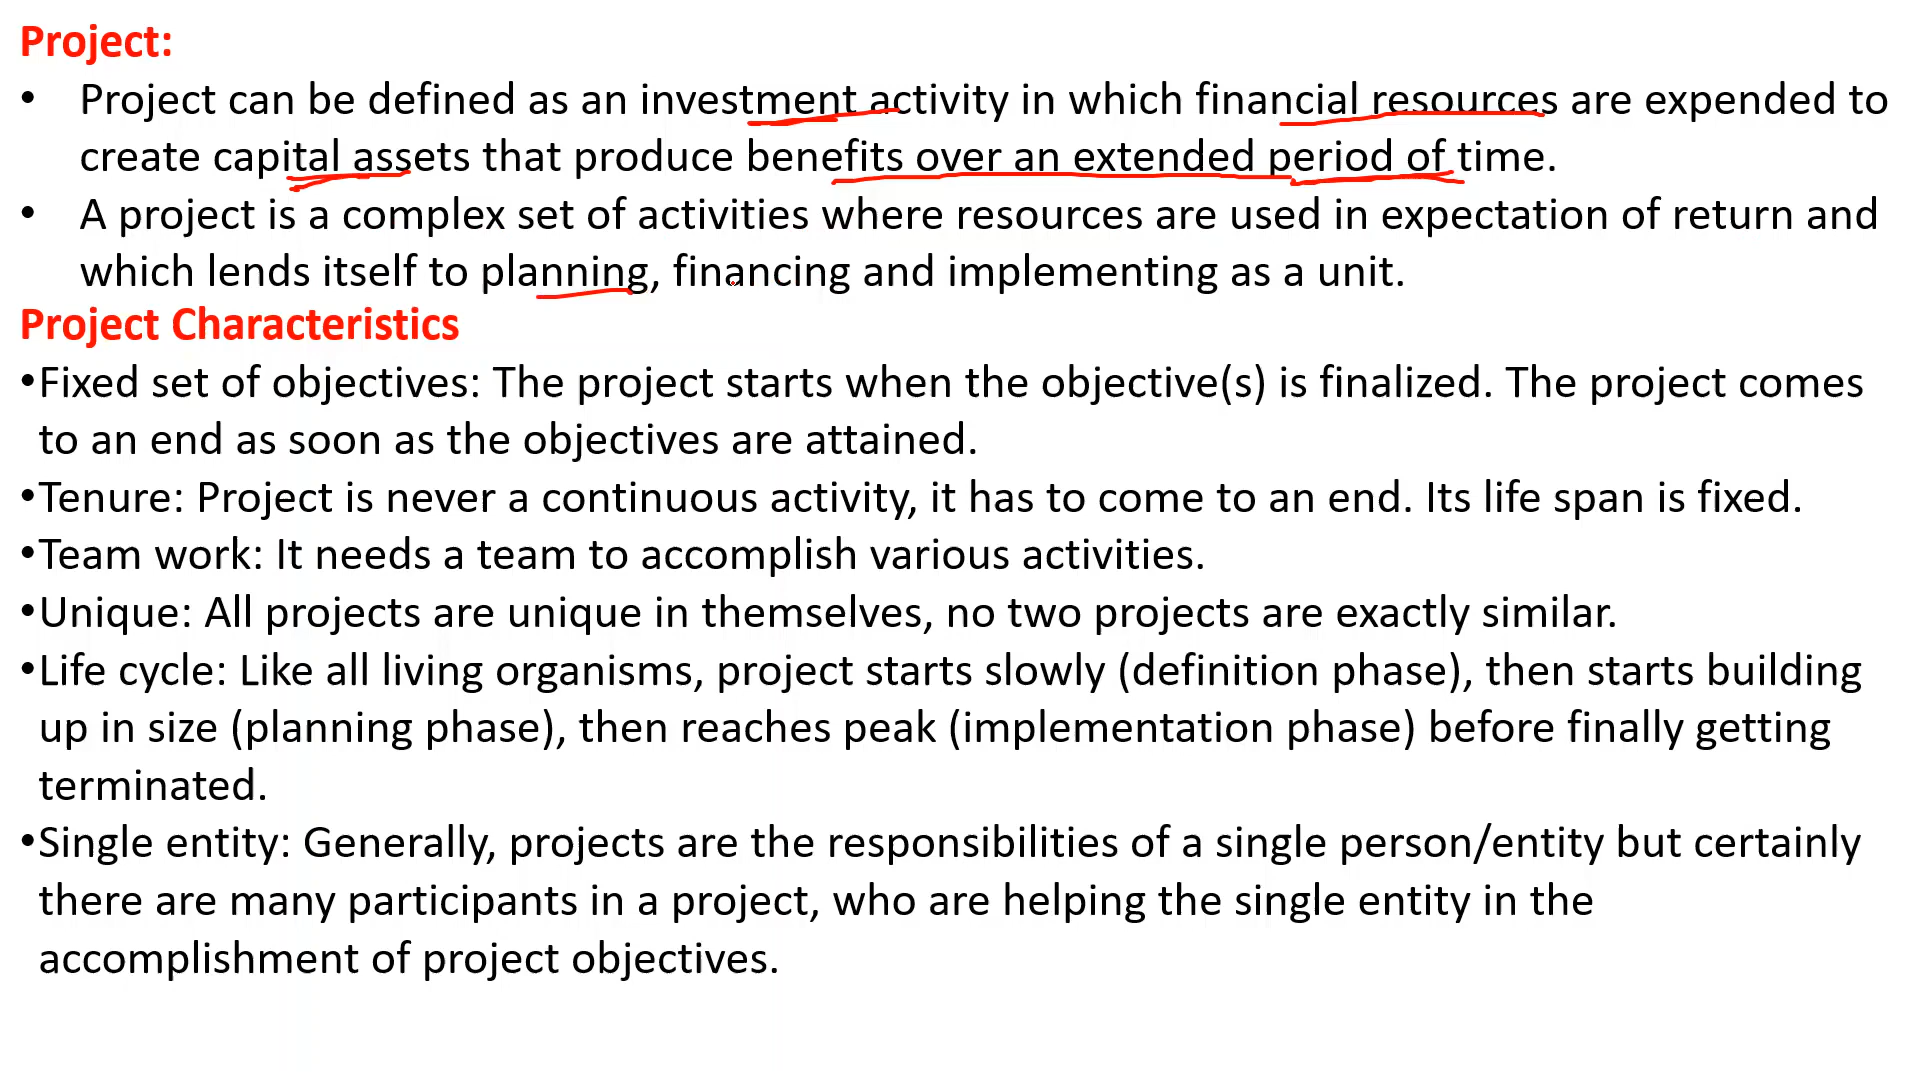 Project:
• Project can be defined as an investment activity in which financial resources are expended to
create capital assets that produce benefits over an extended period of time.
• A project is a complex set of activities where resources are used in expectation of return and
which lends itself to planning, financing and implementing as a unit.
Project Characteristics
•Fixed set of objectives: The project starts when the objective(s) is finalized. The project comes
to an end as soon as the objectives are attained.
•Tenure: Project is never a continuous activity, it has to come to an end. Its life span is fixed.
•Team work: It needs a team to accomplish various activities.
•Unique: All projects are unique in themselves, no two projects are exactly similar.
•Life cycle: Like all living organisms, project starts slowly (definition phase), then starts building
up in size (planning phase), then reaches peak (implementation phase) before finally getting
terminated.
•Single entity: Generally, projects are the responsibilities of a single person/entity but certainly
there are many participants in a project, who are helping the single entity in the
accomplishment of project objectives.